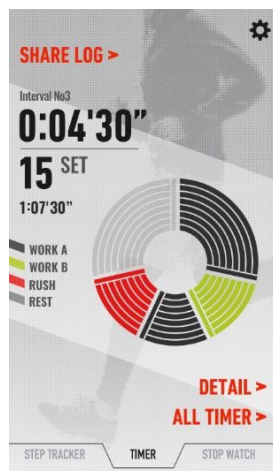 SHARE LOG >
Interval No3
0:04'30”
15 SET
1:07'30”
WORK A
WORK B
RUSH
REST
DETAIL >
ALL TIMER >
STEP TRACKER TIMER STOP WATCH